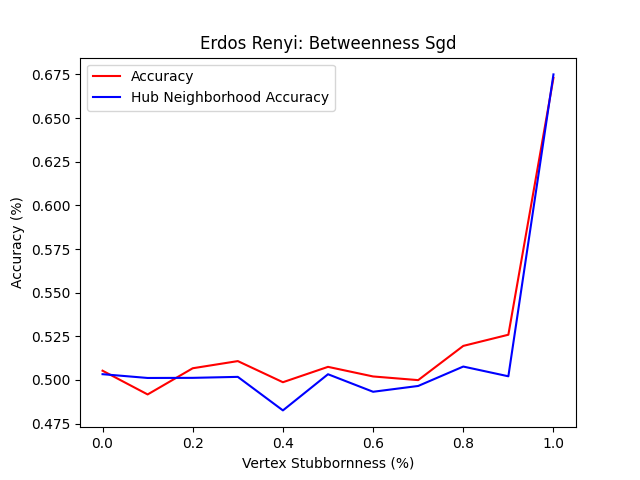 Erdos Renyi: Betweenness Sgd
Accuracy
Hub Neighborhood Accuracy
Accuracy (%)
0.675
0.650
0.625
0.600
0.575
0.550
0.525
0.500
0.475
0.0 0.2 0.4 0.6 0.8 1.0
Vertex Stubbornness (%)